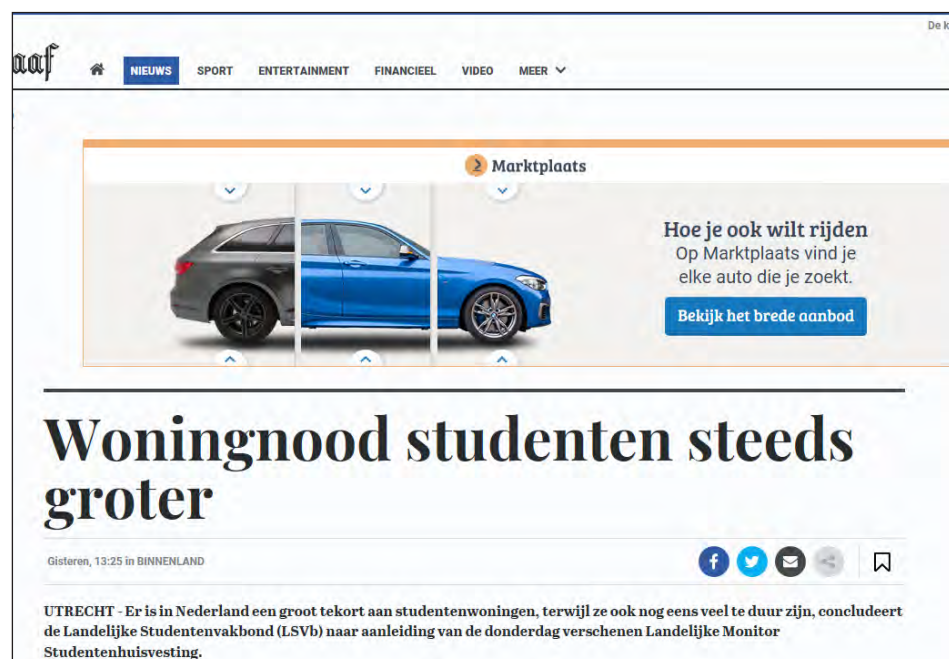 De k
aaf
NIEUWS SPORT ENTERTAINMENT FINANCIEEL VIDEO MEER
Marktplaats
Hoe je ook wilt rijden
Op Marktplaats vind je
elke auto die je zoekt.
Bekijk het brede aanbod
Woningnood studenten steeds
groter
Gisteren, 13:25 in BINNENLAND
UTRECHT - Er is in Nederland een groot tekort aan studentenwoningen, terwijl ze ook nog eens veel te duur zijn, concludeert
de Landelijke Studentenvakbond (LSVb) naar aanleiding van de donderdag verschenen Landelijke Monitor
Studentenhuisvesting.